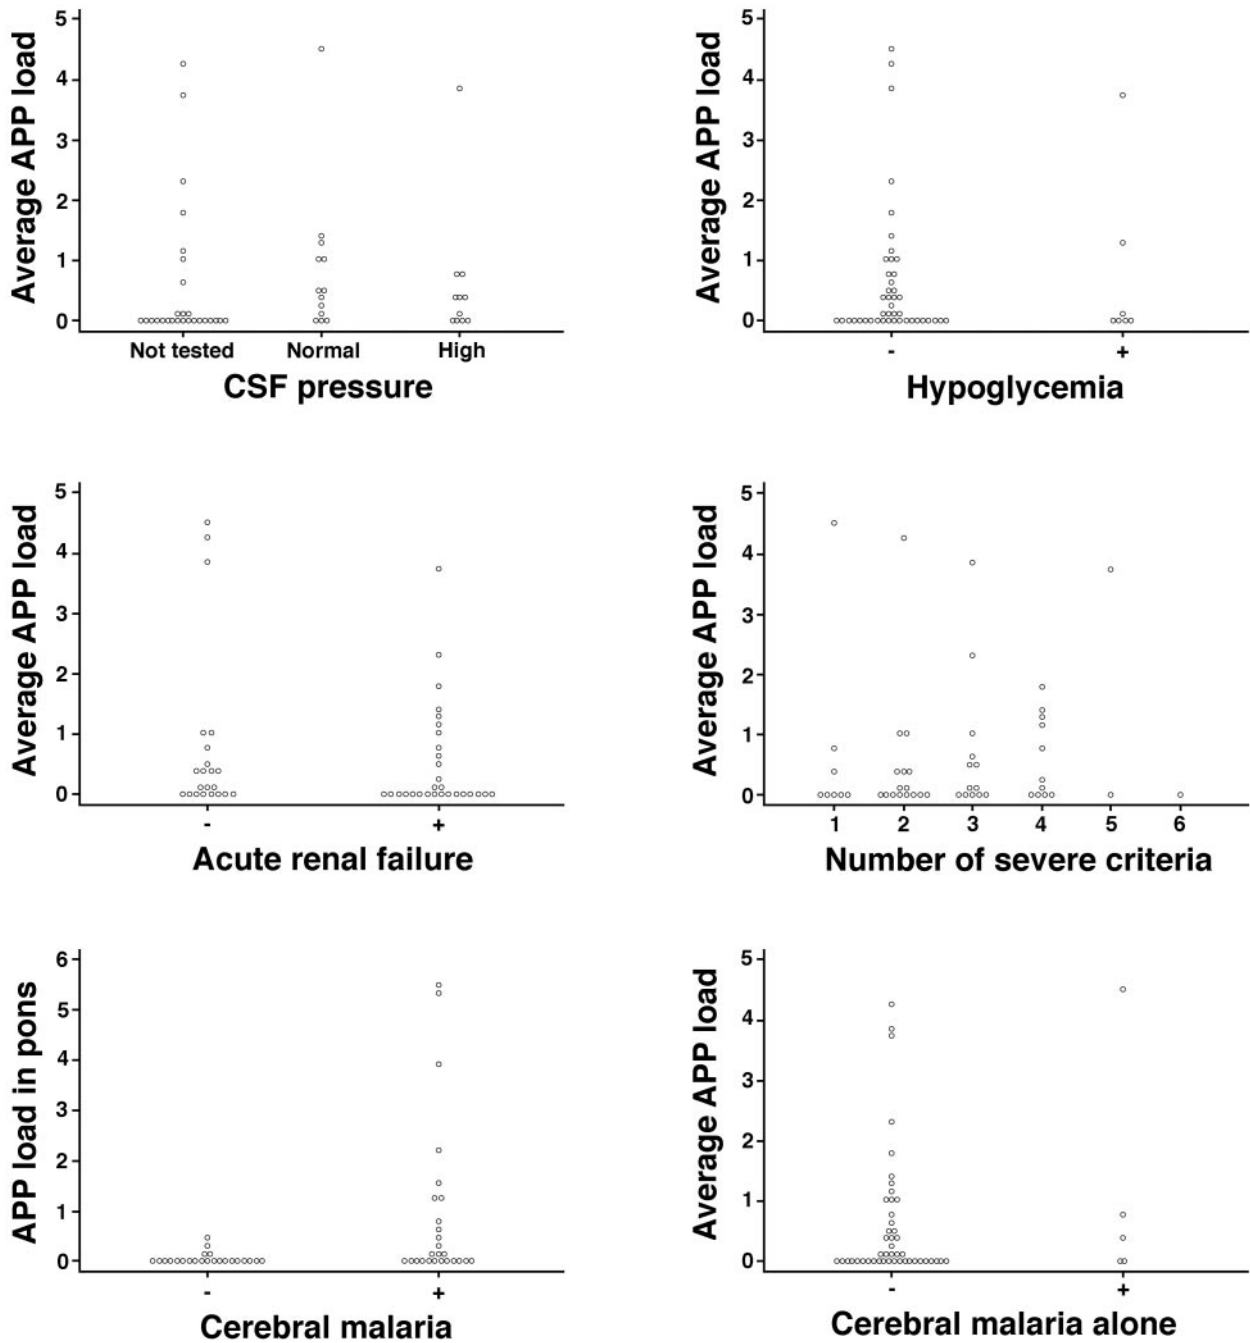 5
4
3
2
1
0
Average APP load
Not tested Normal High
CSF pressure
5
4
3
2
1
0
Average APP load
- +
Hypoglycemia
5
4
3
2
1
0
Average APP load
- +
Acute renal failure
5
4
3
2
1
0
Average APP load
1 2 3 4 5 6
Number of severe criteria
6
5
4
3
2
1
0
APP load in pons
- +
Cerebral malaria
5
4
3
2
1
0
Average APP load
- +
Cerebral malaria alone